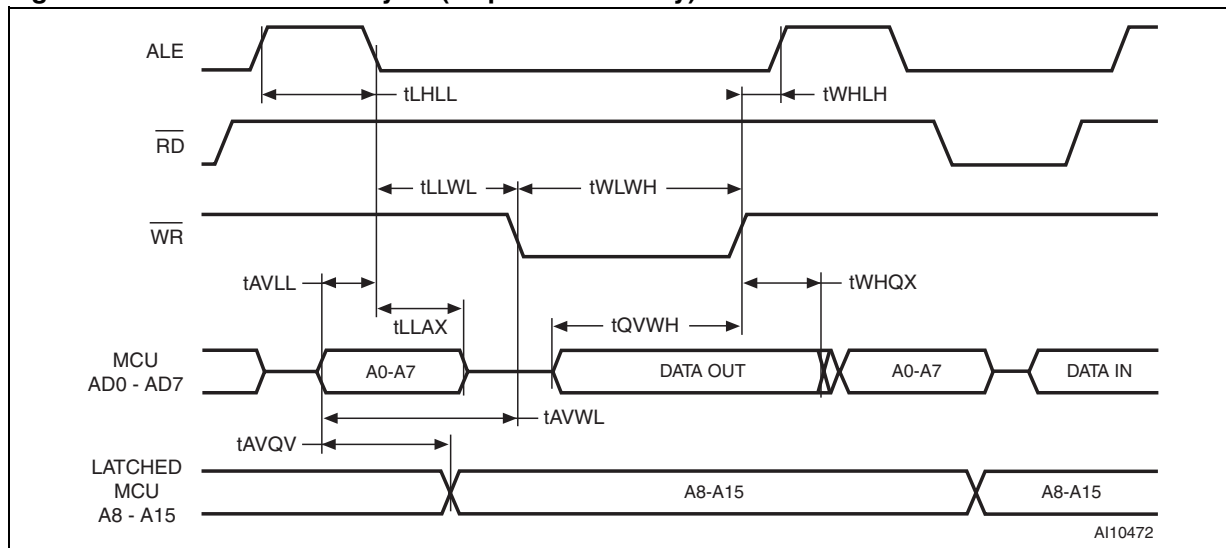 ALE
tLHLL
tWHLH
RD
tLLWL
tWLWH
WR
tAVLL
tWHQX
tLLAX
tQVWH
MCU
AD0 - AD7
A0-A7
DATA OUT
A0-A7
DATA IN
tAVWL
tAVQV
LATCHED
MCU
A8 - A15
A8-A15
A8-A15
AI10472